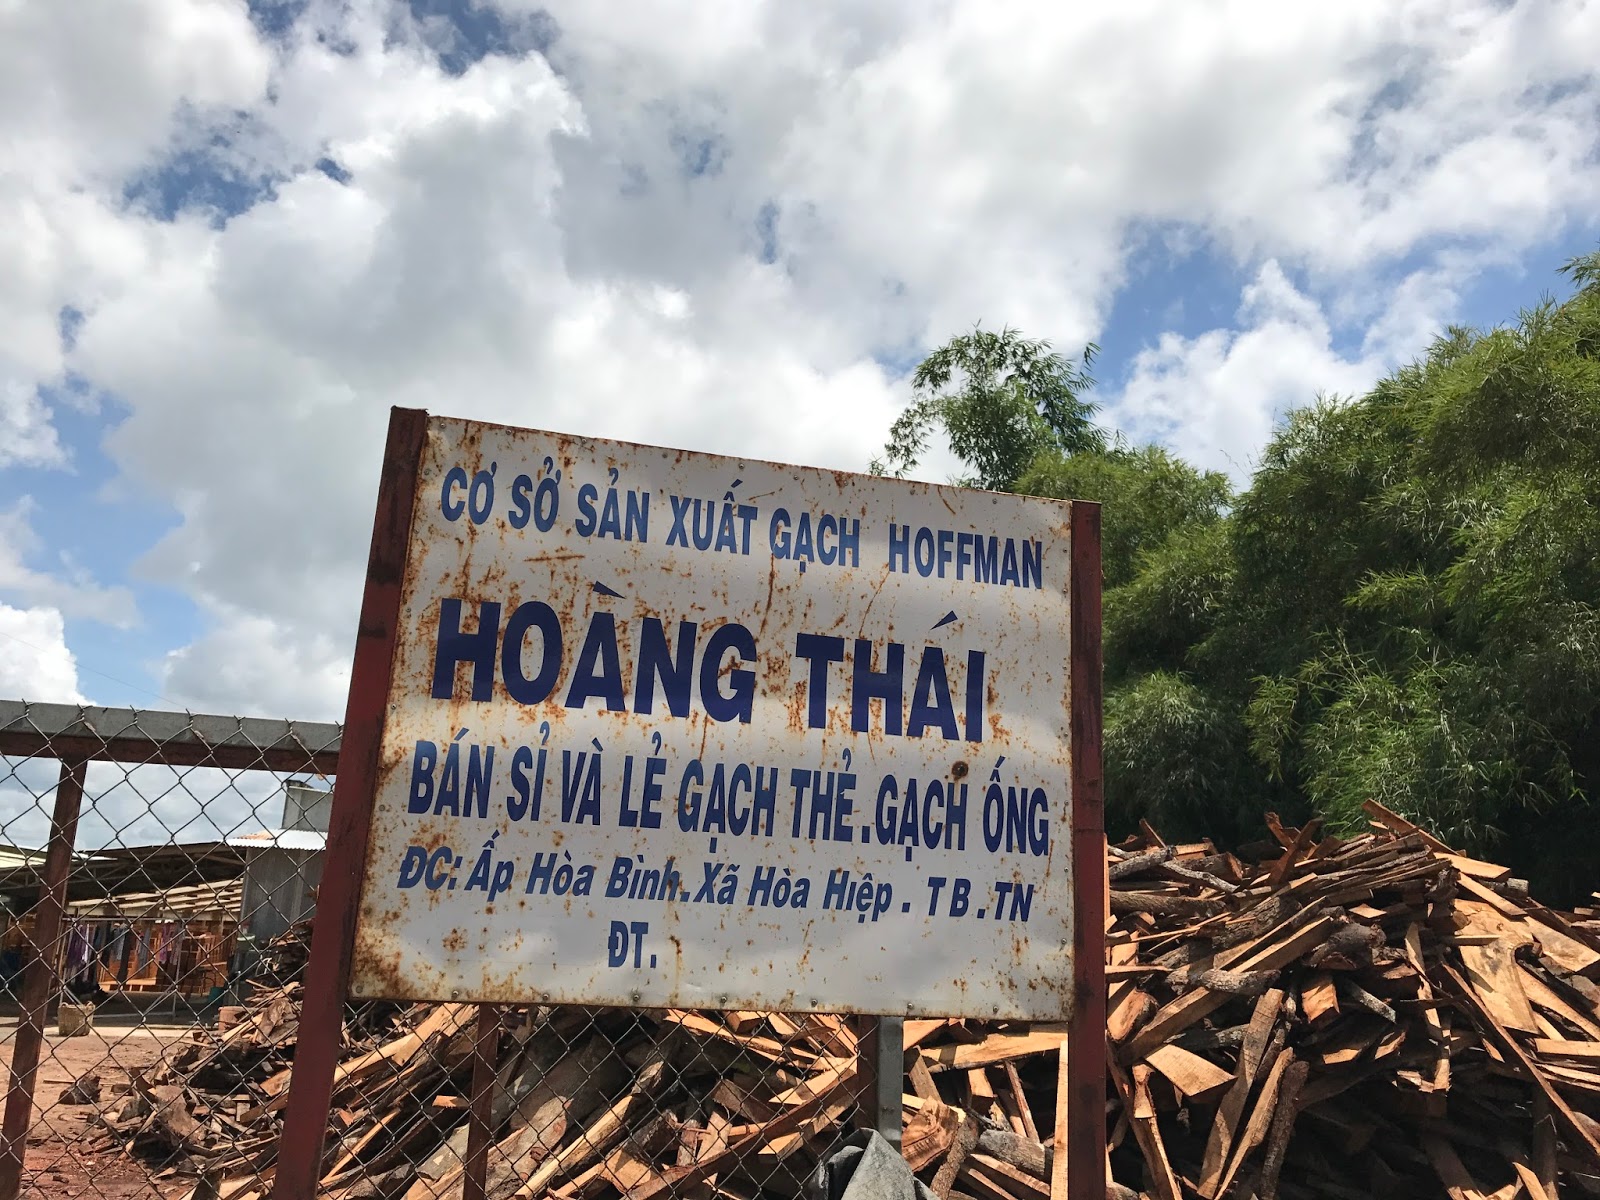 CƠ SỞ SẢN XUẤT GẠCH HOFFMAN
HOÀNG THÁI
BÁN SỈ VÀ LẺ GẠCH THẺ.GẠCH ỐNG
ĐC: Ấp Hòa Bình.Xã Hòa Hiệp. TB.TN
ĐT.